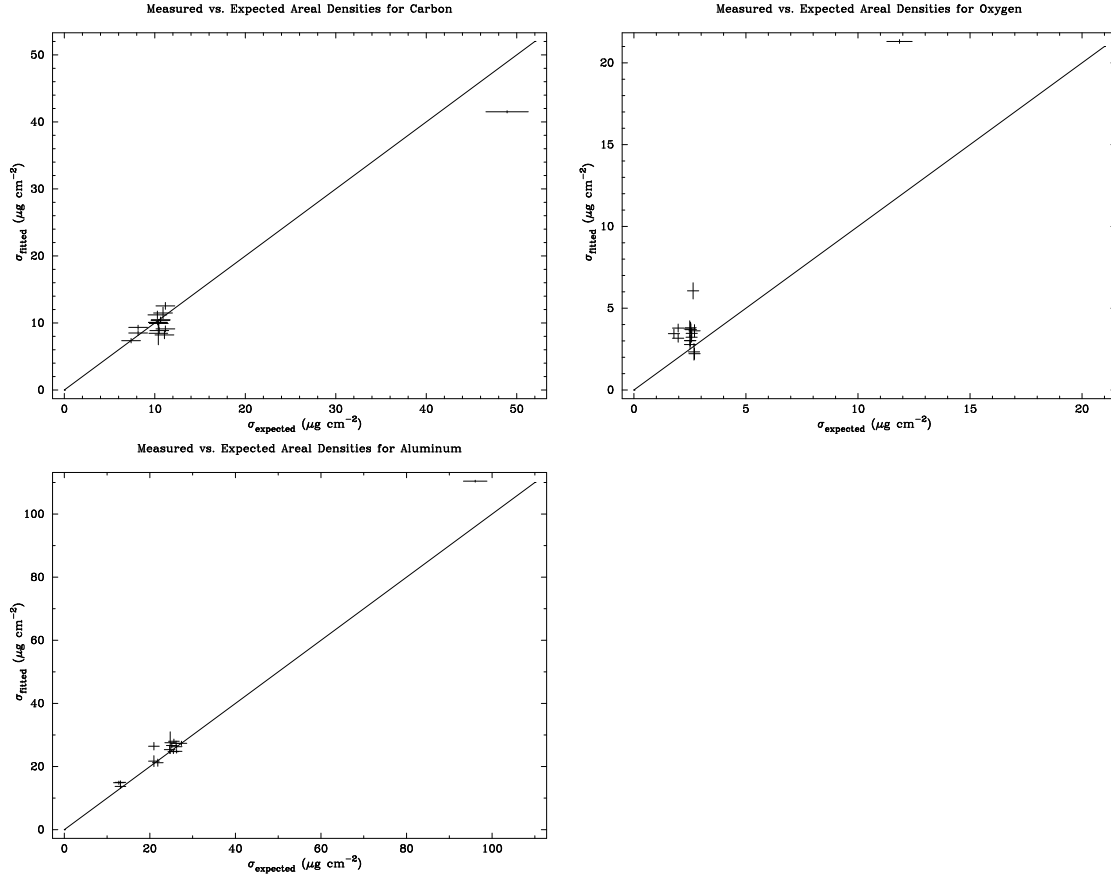 Measured vs. Expected Areal Densities for Carbon
σfitted (μg cm−2)
50
40
30
20
10
0
0 10 20 30 40 50
σexpected (μg cm−2)
Measured vs. Expected Areal Densities for Oxygen
σfitted (μg cm−2)
20
15
10
5
0
0 5 10 15 20
σexpected (μg cm−2)
Measured vs. Expected Areal Densities for Aluminum
σfitted (μg cm−2)
100
80
60
40
20
0
0 20 40 60 80 100
σexpected (μg cm−2)